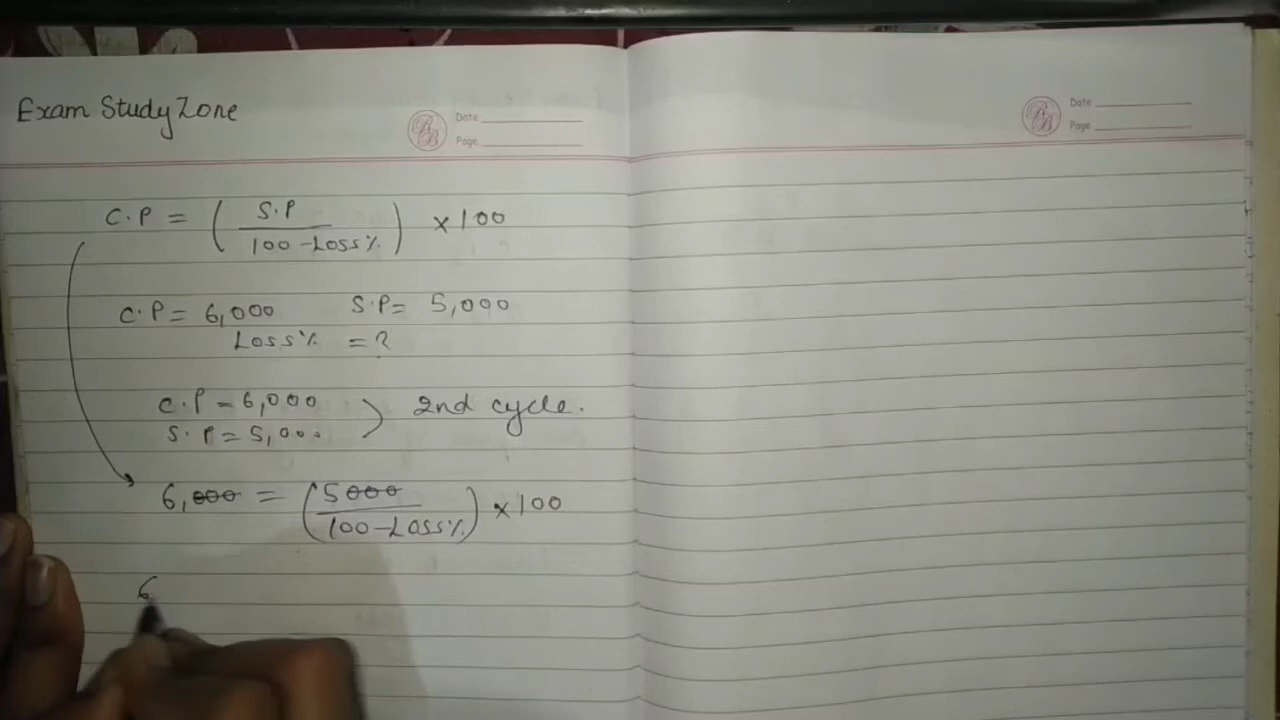 Exam Study Zone
Date
Page
Date
Page
C.P = ( S.P / 100 - Loss% ) × 100
C.P = 6,000 S.P = 5,000
Loss% = ?
C.P = 6,000
S.P = 5,000 ) 2nd cycle.
6,000 = ( 5000 / 100 - Loss% ) × 100
6